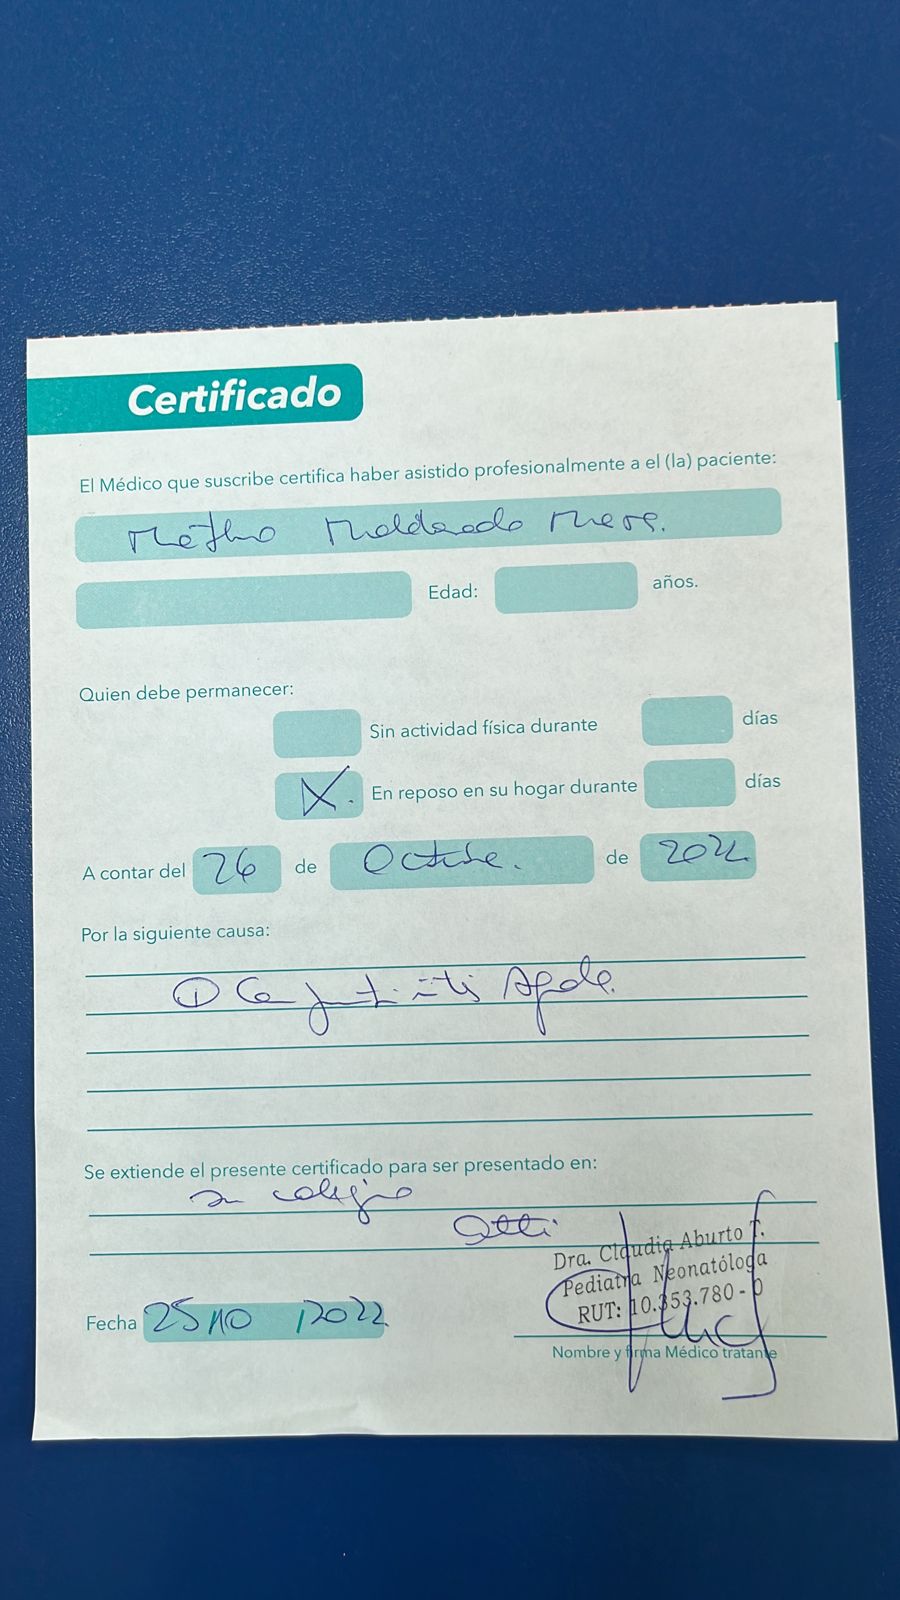 Certificado
El Médico que suscribe certifica haber asistido profesionalmente a el (la) paciente:
Maldonado
Edad: años.
Quien debe permanecer:
Sin actividad física durante días
X. En reposo en su hogar durante días
A contar del 26 de Octubre. de 2022
Por la siguiente causa:
① Conjuntivitis Aguda.
Se extiende el presente certificado para ser presentado en:
su colegio
Atti
Dra. Claudia Aburto T.
Pediatra Neonatóloga
RUT: 10.353.780-0
Fecha 25/10/2022
Nombre y firma Médico tratante